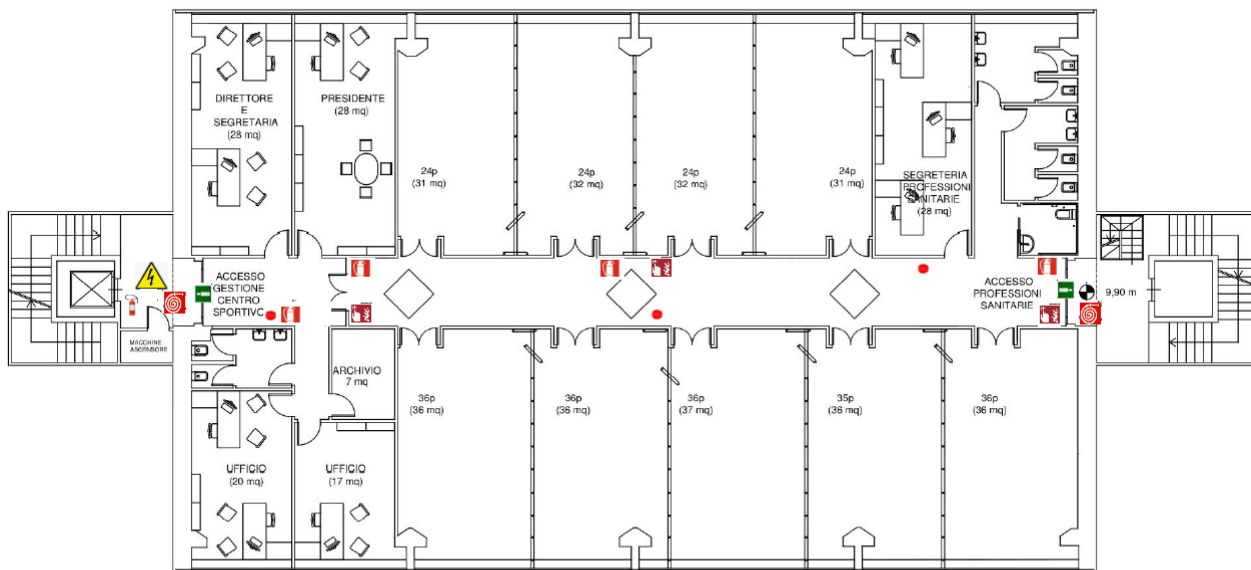 DIRETTORE
E
SEGRETARIA
(28 mq)
PRESIDENTE
(28 mq)
24p
(31 mq)
24p
(32 mq)
24p
(32 mq)
24p
(31 mq)
SEGRETERIA
PROFESSIONI
SANITARIE
(28 mq)
ACCESSO
GESTIONE
CENTRO
SPORTIVO
ACCESSO
PROFESSIONI
SANITARIE
9,90 m
MACCHINE
ASCENSORE
ARCHIVIO
7 mq
36p
(36 mq)
36p
(36 mq)
36p
(37 mq)
35p
(36 mq)
36p
(36 mq)
UFFICIO
(20 mq)
UFFICIO
(17 mq)